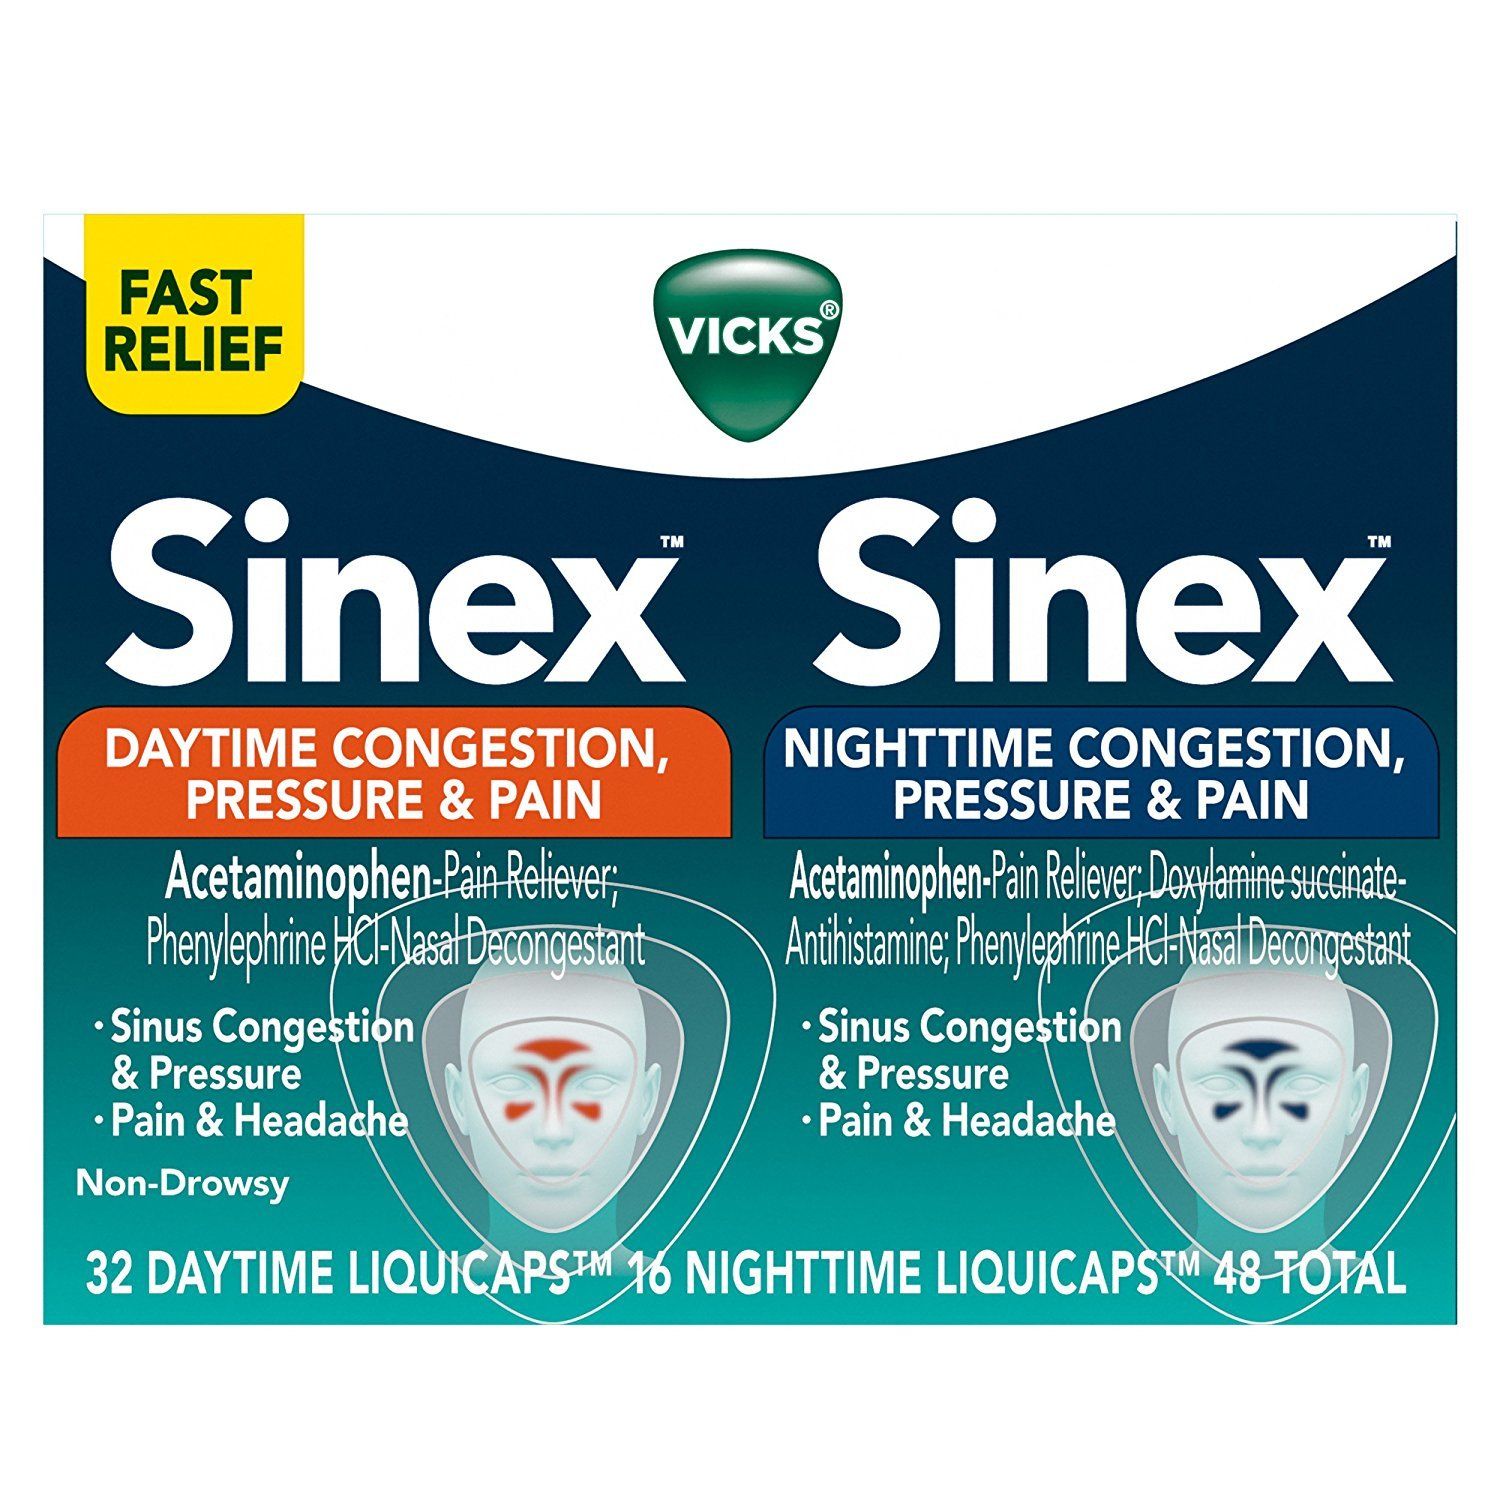 FAST
RELIEF
VICKS®
Sinex™
DAYTIME CONGESTION,
PRESSURE & PAIN
Acetaminophen-Pain Reliever;
Phenylephrine HCl-Nasal Decongestant
• Sinus Congestion
& Pressure
• Pain & Headache
Non-Drowsy
Sinex™
NIGHTTIME CONGESTION,
PRESSURE & PAIN
Acetaminophen-Pain Reliever; Doxylamine succinate-
Antihistamine; Phenylephrine HCl-Nasal Decongestant
• Sinus Congestion
& Pressure
• Pain & Headache
32 DAYTIME LIQUICAPS™ 16 NIGHTTIME LIQUICAPS™ 48 TOTAL